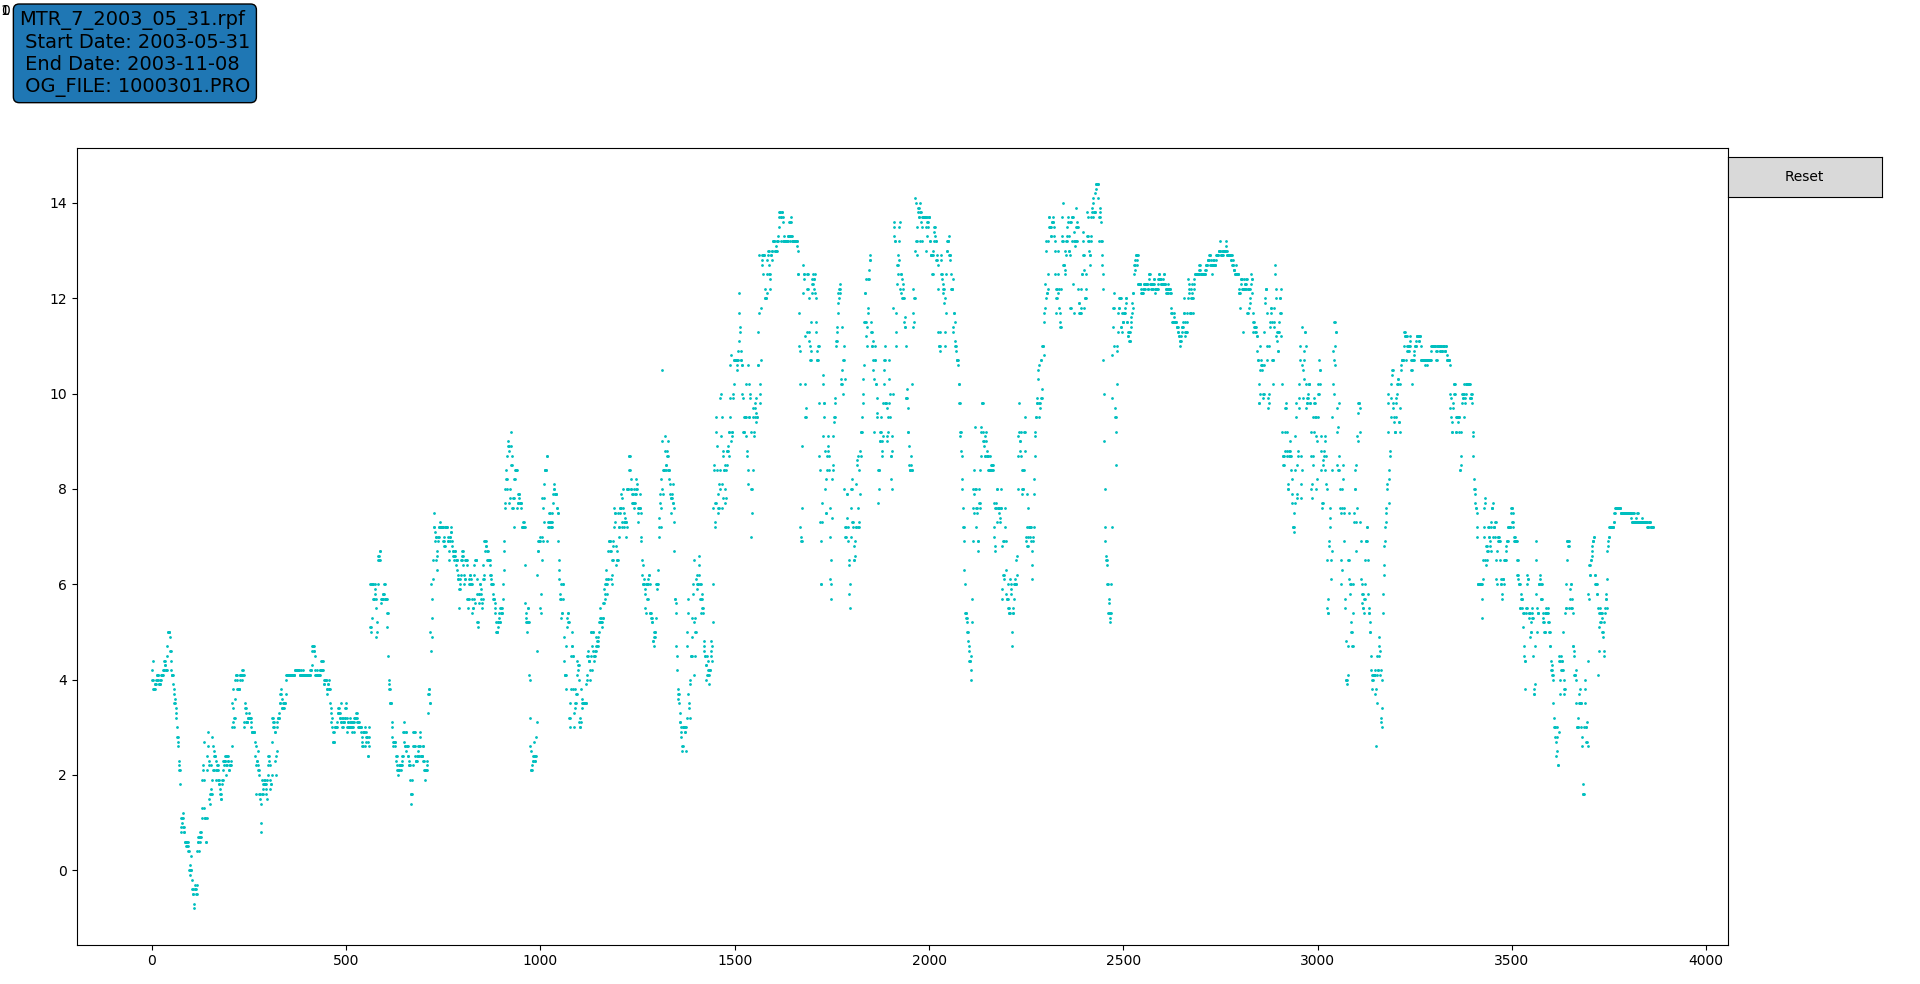 MTR_7_2003_05_31.rpf
Start Date: 2003-05-31
End Date: 2003-11-08
OG_FILE: 1000301.PRO
Reset
14
12
10
8
6
4
2
0
0 500 1000 1500 2000 2500 3000 3500 4000